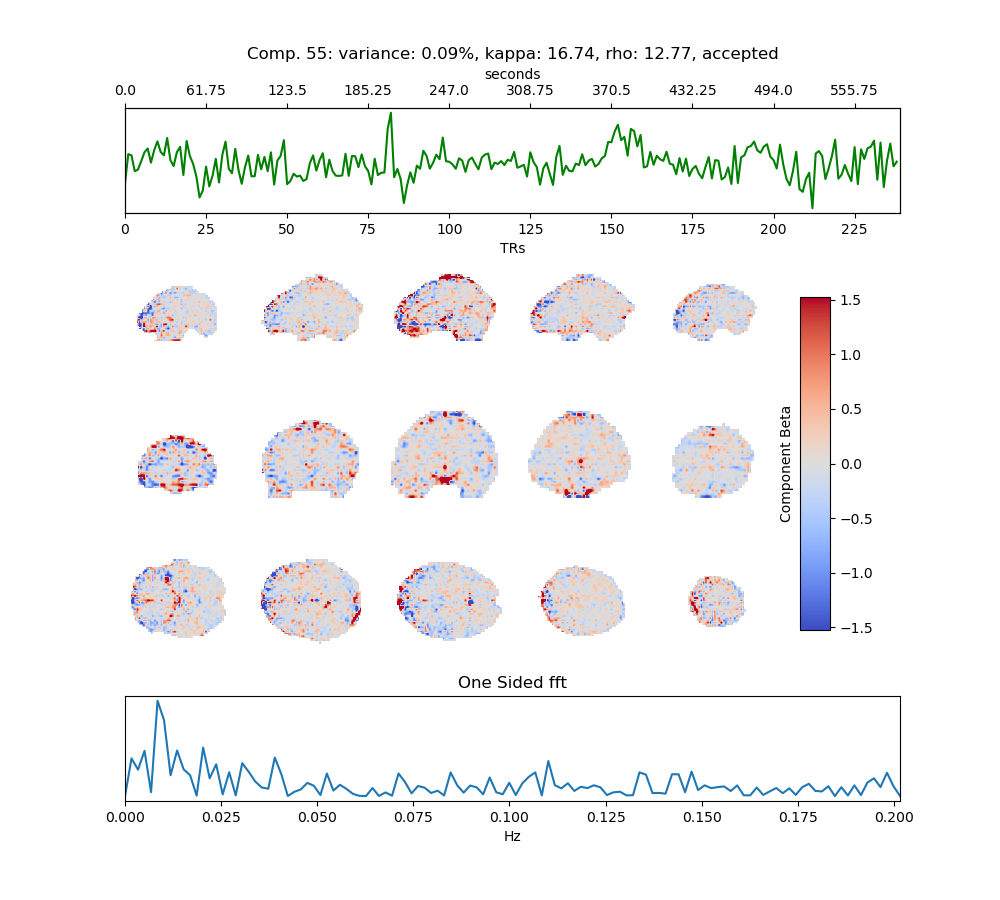 Comp. 55: variance: 0.09%, kappa: 16.74, rho: 12.77, accepted
seconds
0.0 61.75 123.5 185.25 247.0 308.75 370.5 432.25 494.0 555.75
0 25 50 75 100 125 150 175 200 225
TRs
1.5
1.0
0.5
0.0
−0.5
−1.0
−1.5
Component Beta
One Sided fft
0.000 0.025 0.050 0.075 0.100 0.125 0.150 0.175 0.200
Hz